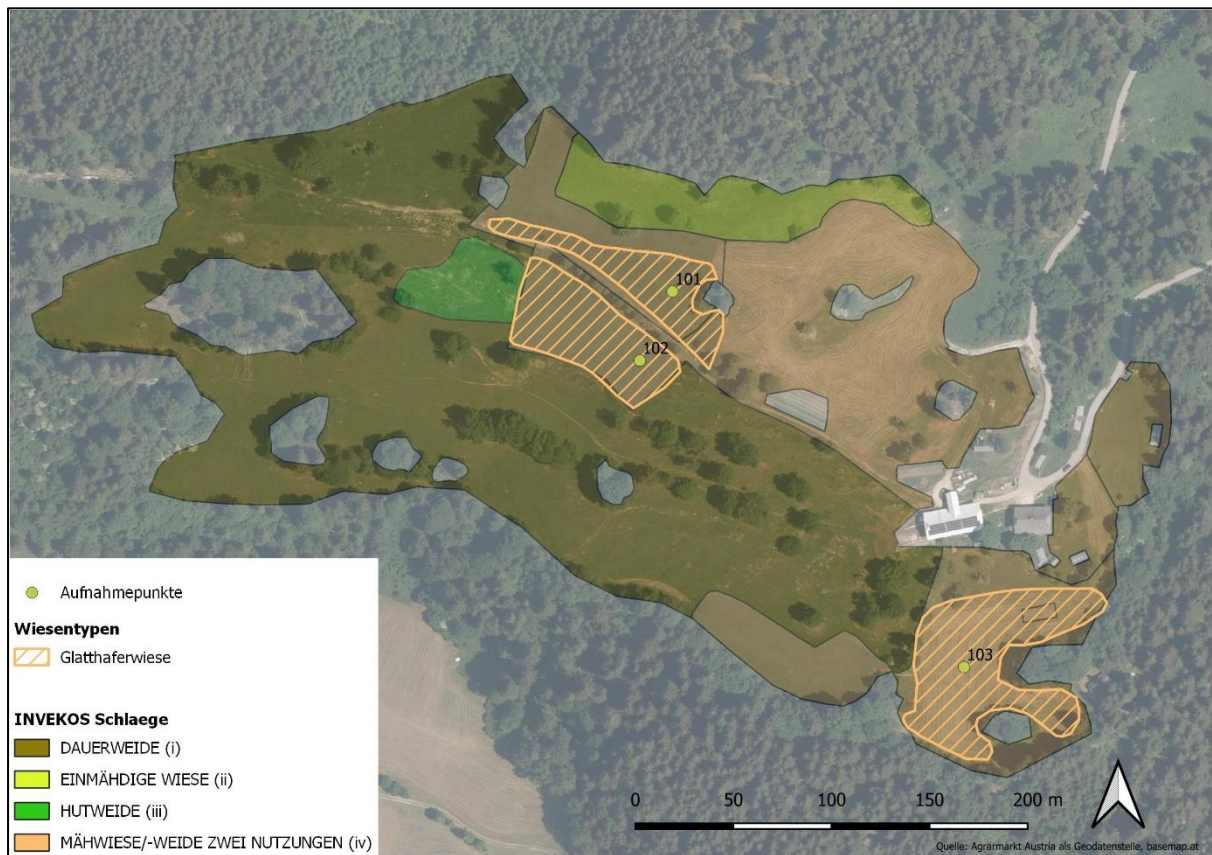 101
102
103
Aufnahmepunkte
Wiesentypen
Glatthaferwiese
INVEKOS Schlaege
DAUERWEIDE (i)
EINMÄHDIGE WIESE (ii)
HUTWEIDE (iii)
MÄHWIESE/-WEIDE ZWEI NUTZUNGEN (iv)
0 50 100 150 200 m
Quelle: Agrarmarkt Austria als Geodatenstelle, basemap.at